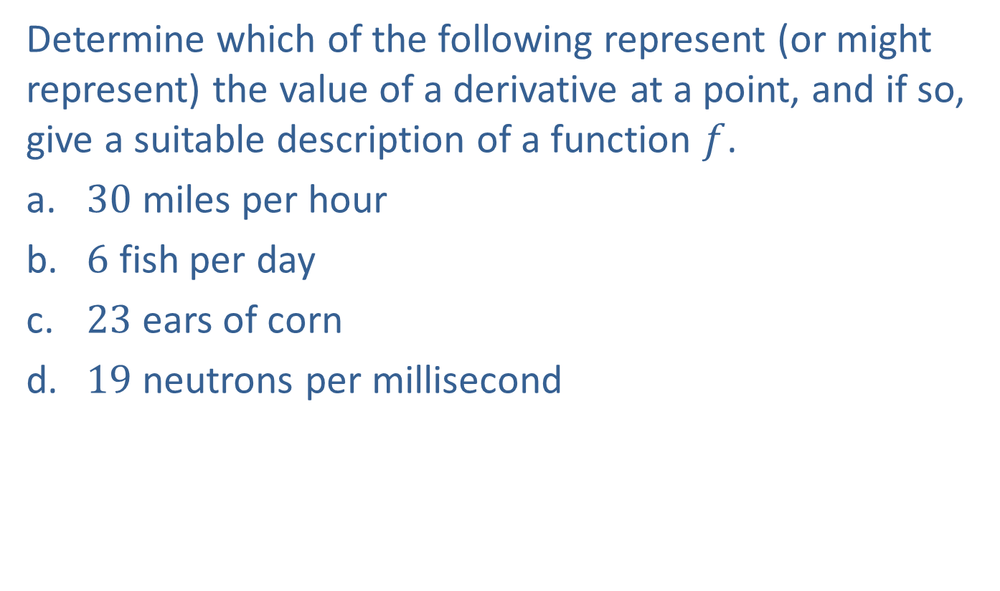 Determine which of the following represent (or might
represent) the value of a derivative at a point, and if so,
give a suitable description of a function f.
a. 30 miles per hour
b. 6 fish per day
c. 23 ears of corn
d. 19 neutrons per millisecond